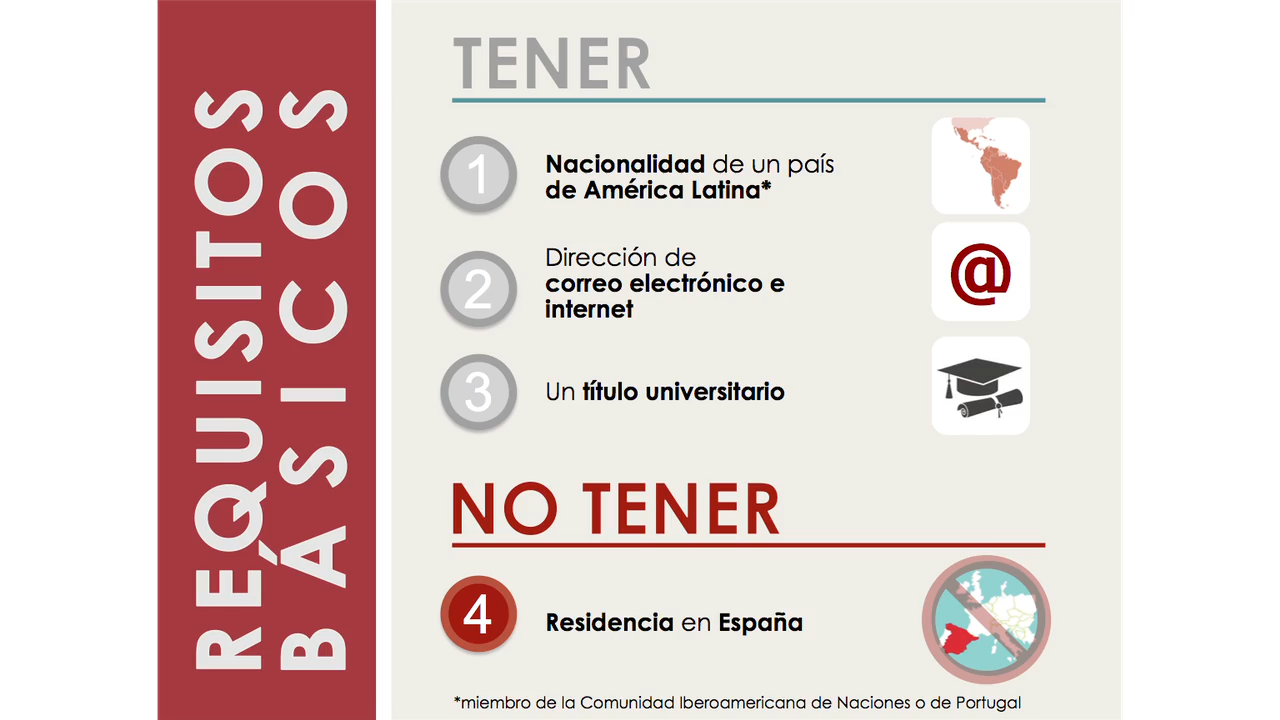 REQUISITOS
BÁSICOS
TENER
1
Nacionalidad de un país
de América Latina*
2
Dirección de
correo electrónico e
internet
@
3
Un título universitario
NO TENER
4
Residencia en España
*miembro de la Comunidad Iberoamericana de Naciones o de Portugal